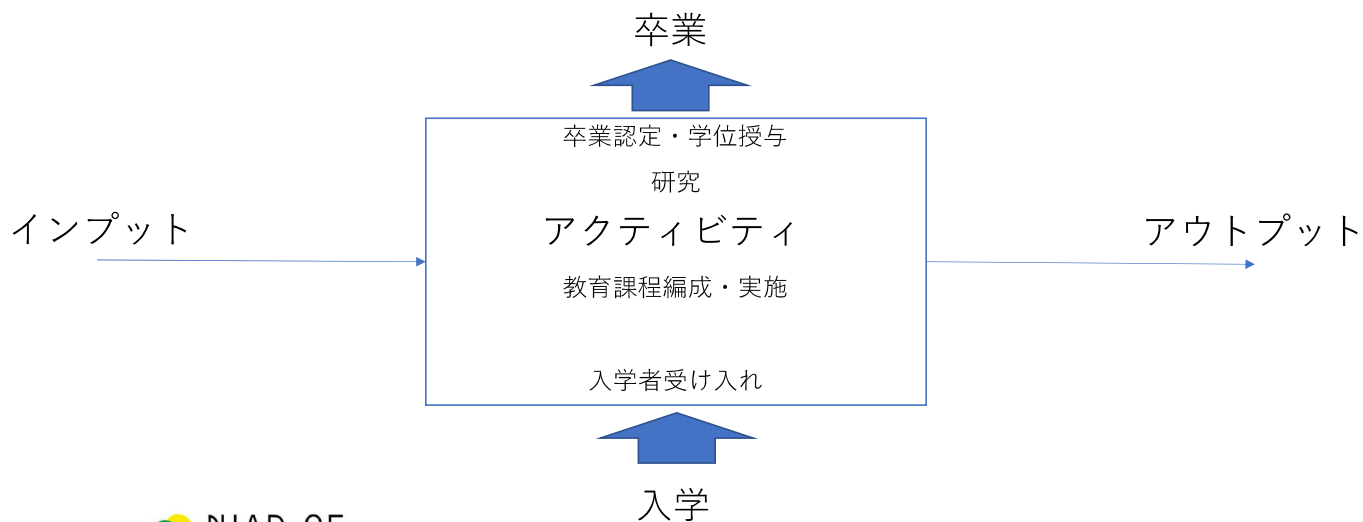 卒業
卒業認定・学位授与
研究
インプット
アクティビティ
アウトプット
教育課程編成・実施
入学者受け入れ
入学